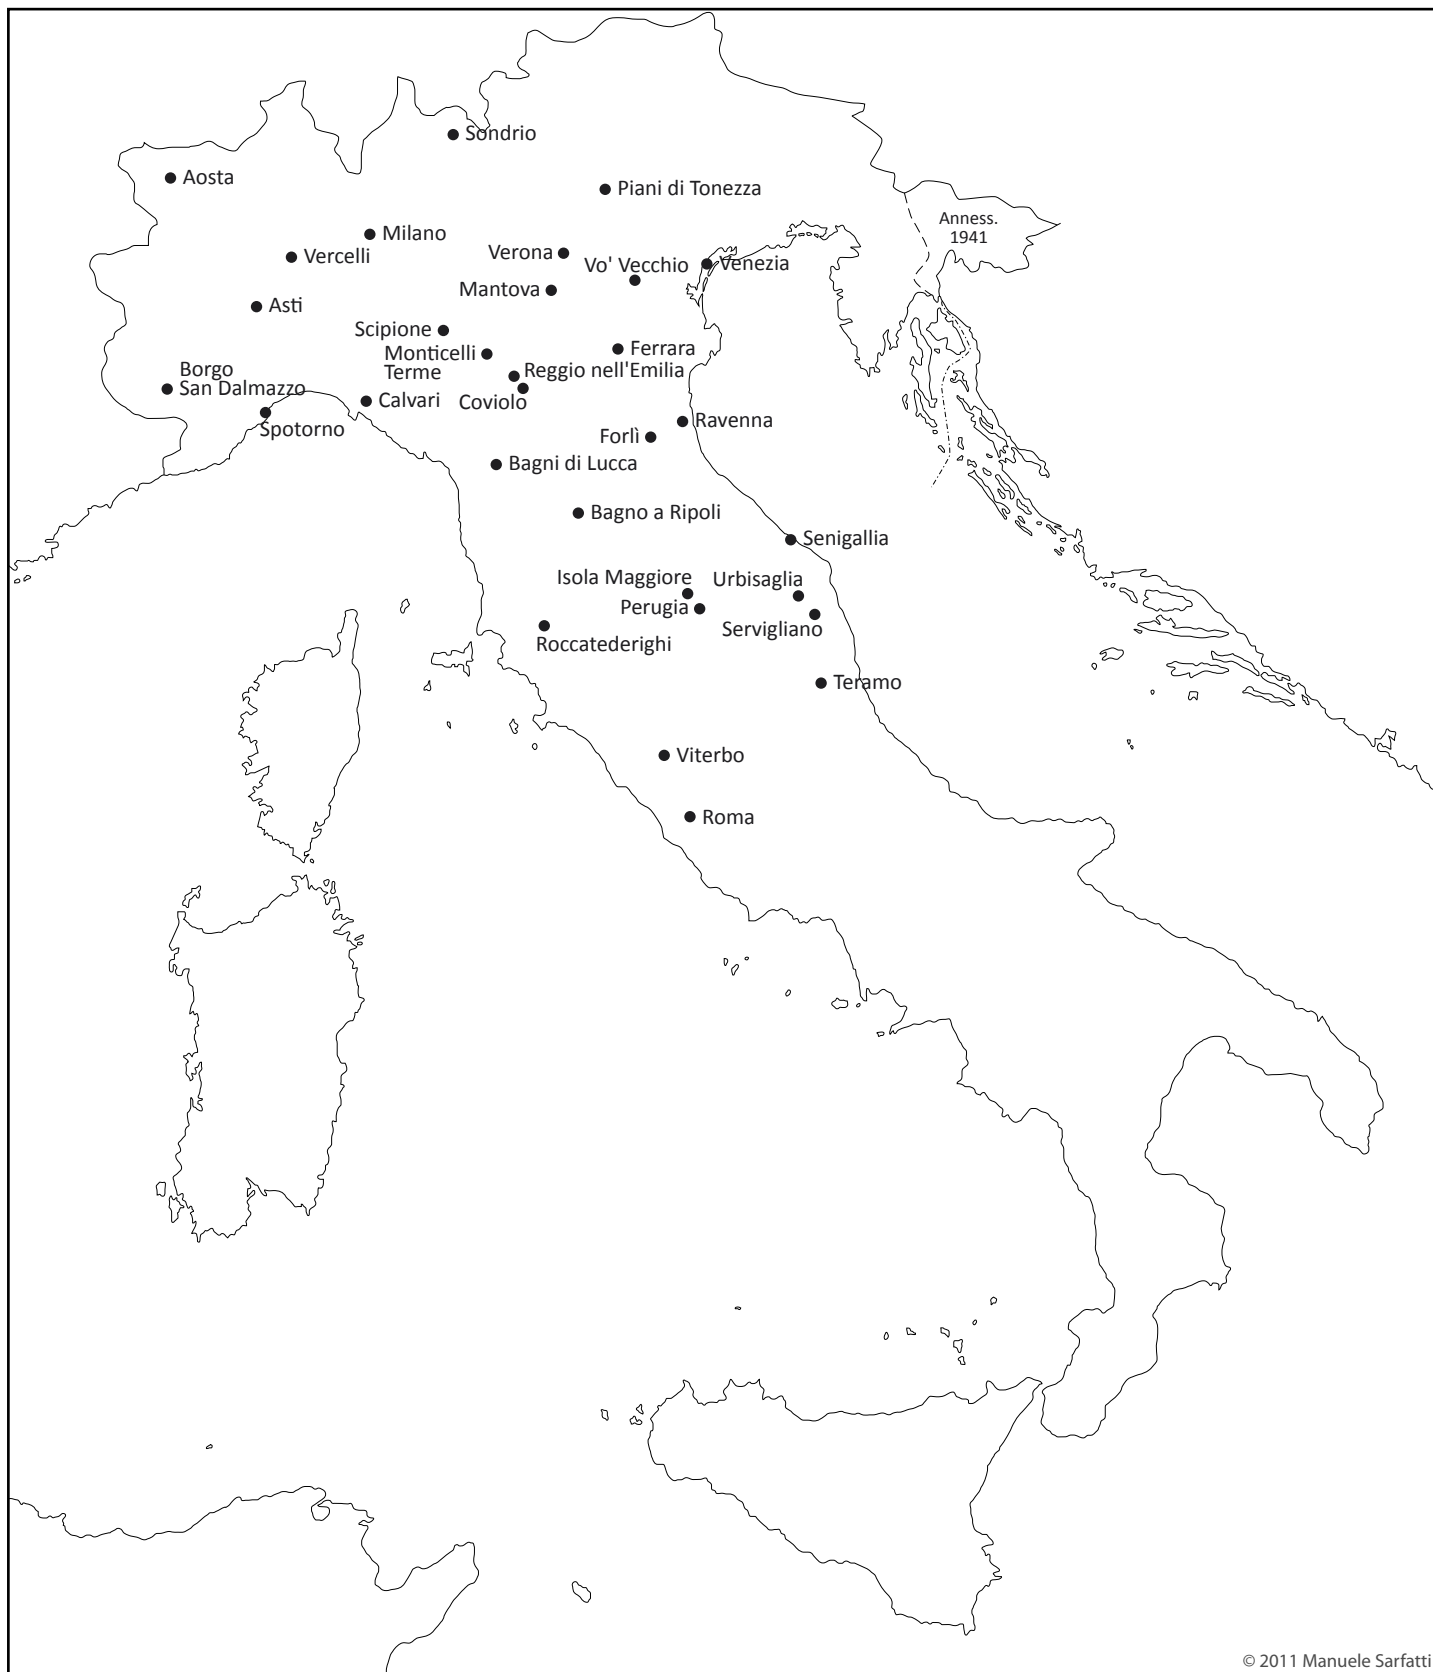 Sondrio
Aosta
Piani di Tonezza
Anness.
1941
Milano
Vercelli
Verona
Vo' Vecchio
Venezia
Mantova
Asti
Scipione
Monticelli
Terme
Ferrara
Reggio nell'Emilia
Borgo
San Dalmazzo
Coviolo
Calvari
Spotorno
Ravenna
Forlì
Bagni di Lucca
Bagno a Ripoli
Senigallia
Isola Maggiore
Urbisaglia
Perugia
Servigliano
Roccatederighi
Teramo
Viterbo
Roma
© 2011 Manuele Sarfatti